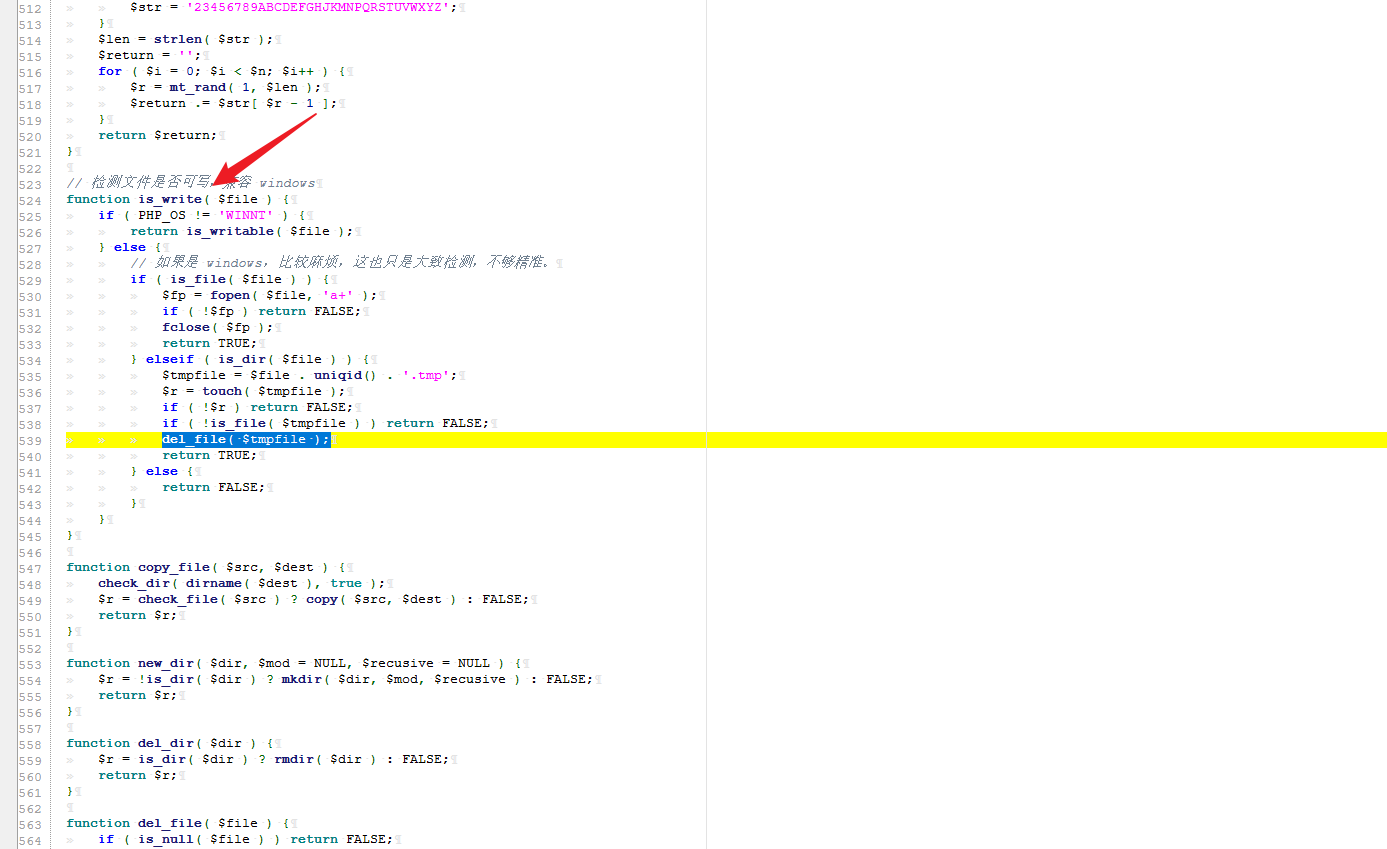 512 $str = '23456789ABCDEFGHJKMNPQRSTUVWXYZ';
513 }
514 $len = strlen( $str );
515 $return = '';
516 for ( $i = 0; $i < $n; $i++ ) {
517 $r = mt_rand( 1, $len );
518 $return .= $str[ $r - 1 ];
519 }
520 return $return;
521 }
522
523 // 检测文件是否可写，兼容 windows
524 function is_write( $file ) {
525 if ( PHP_OS != 'WINNT' ) {
526 return is_writable( $file );
527 } else {
528 // 如果是 windows，比较麻烦，这也只是大致检测，不够精准。
529 if ( is_file( $file ) ) {
530 $fp = fopen( $file, 'a+' );
531 if ( !$fp ) return FALSE;
532 fclose( $fp );
533 return TRUE;
534 } elseif ( is_dir( $file ) ) {
535 $tmpfile = $file . uniqid() . '.tmp';
536 $r = touch( $tmpfile );
537 if ( !$r ) return FALSE;
538 if ( !is_file( $tmpfile ) ) return FALSE;
539 del_file( $tmpfile );
540 return TRUE;
541 } else {
542 return FALSE;
543 }
544 }
545 }
546
547 function copy_file( $src, $dest ) {
548 check_dir( dirname( $dest ), true );
549 $r = check_file( $src ) ? copy( $src, $dest ) : FALSE;
550 return $r;
551 }
552
553 function new_dir( $dir, $mod = NULL, $recusive = NULL ) {
554 $r = !is_dir( $dir ) ? mkdir( $dir, $mod, $recusive ) : FALSE;
555 return $r;
556 }
557
558 function del_dir( $dir ) {
559 $r = is_dir( $dir ) ? rmdir( $dir ) : FALSE;
560 return $r;
561 }
562
563 function del_file( $file ) {
564 if ( is_null( $file ) ) return FALSE;